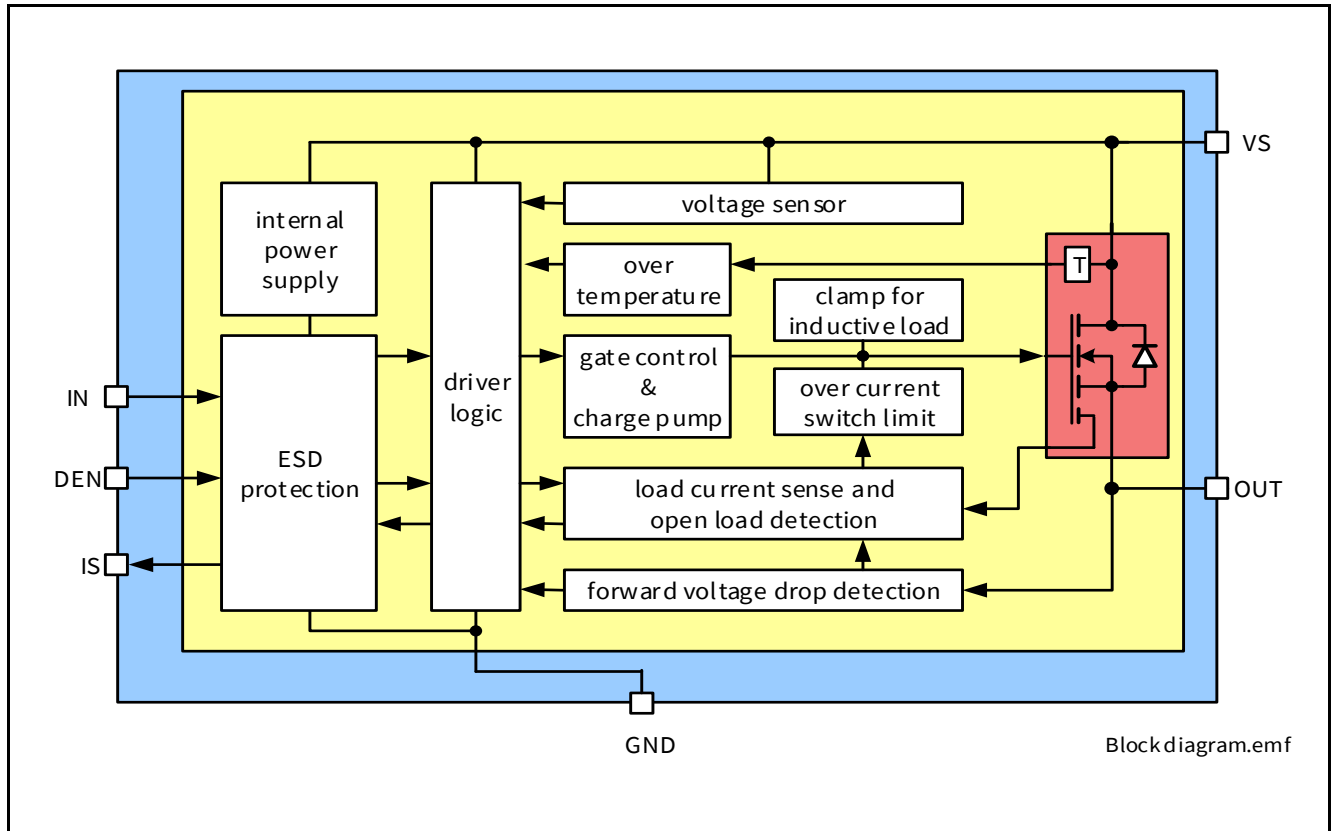 VS
internal
power
supply
voltage sensor
over
temperature
T
clamp for
inductive load
gate control
&
charge pump
driver
logic
over current
switch limit
IN
DEN
IS
ESD
protection
load current sense and
open load detection
OUT
forward voltage drop detection
GND
Blockdiagram.emf